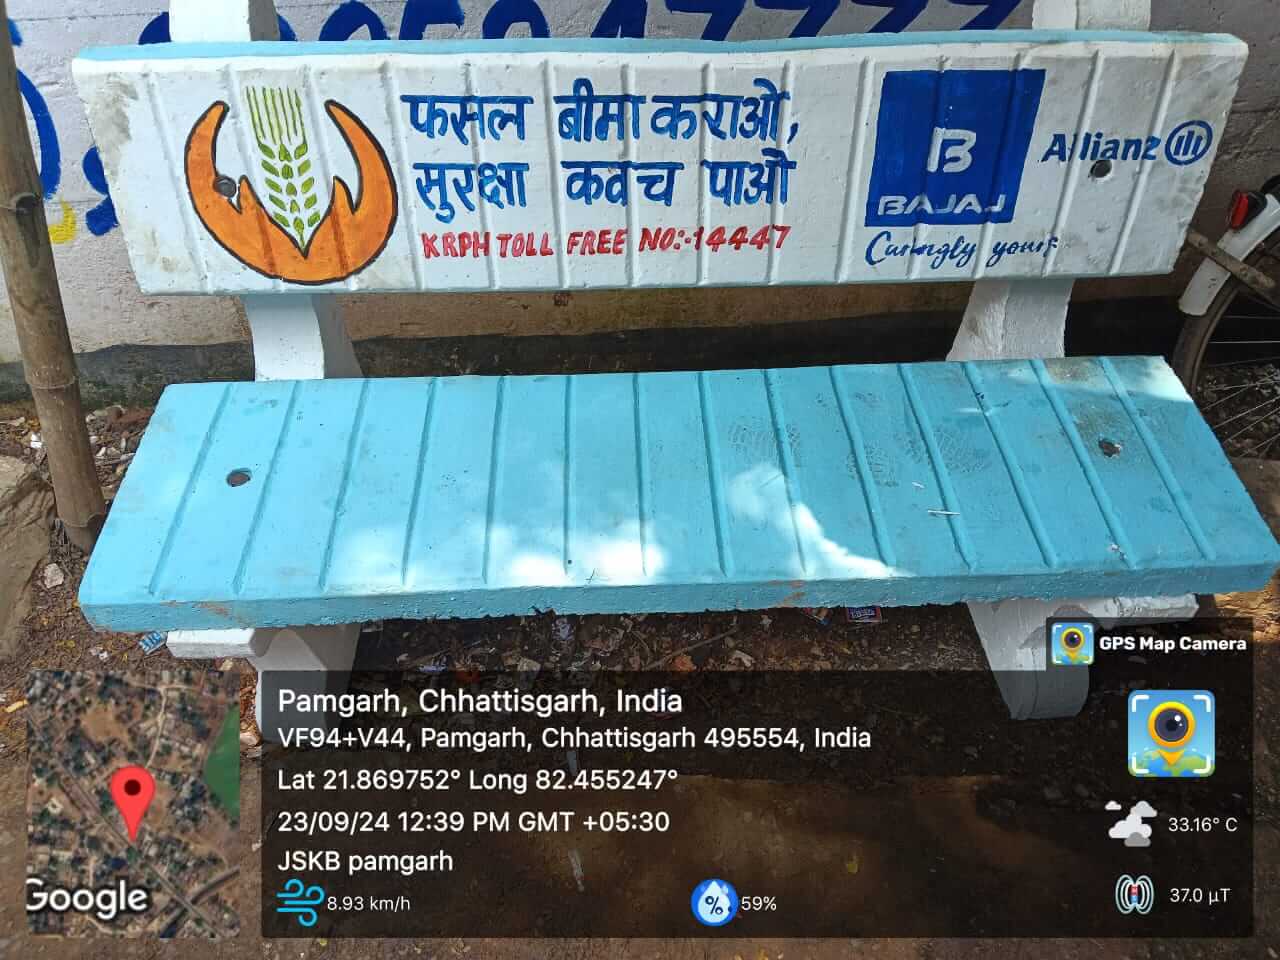 फसल बीमा कराओ,
सुरक्षा कवच पाओ
KRPH TOLL FREE NO:-14447
B
BAJAJ
Allianz
Caringly yours
GPS Map Camera
Pamgarh, Chhattisgarh, India
VF94+V44, Pamgarh, Chhattisgarh 495554, India
Lat 21.869752° Long 82.455247°
23/09/24 12:39 PM GMT +05:30
JSKB pamgarh
8.93 km/h
59%
33.16° C
37.0 µT
Google